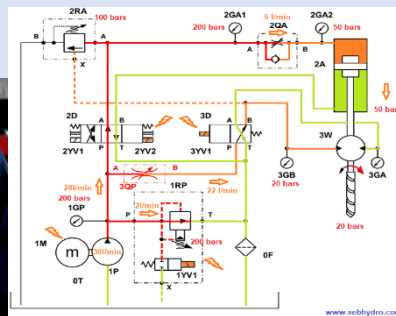 2RA
100 bars
B
A
X
2GA1
200 bars
6 l/min
2QA
A
B
2GA2
50 bars
2A
50 bar
2D
A
B
P
T
2YV1
2YV2
3D
A
B
P
T
3YV1
3W
3GB
20 bars
3GA
20 bars
A
B
3QP
28l/min
22 l/min
200 bars
1GP
1RP
2l/min
P
T
200 bars
1YV1
X
1M
m
30l/min
0T
1P
0F
www.sebhydro.com